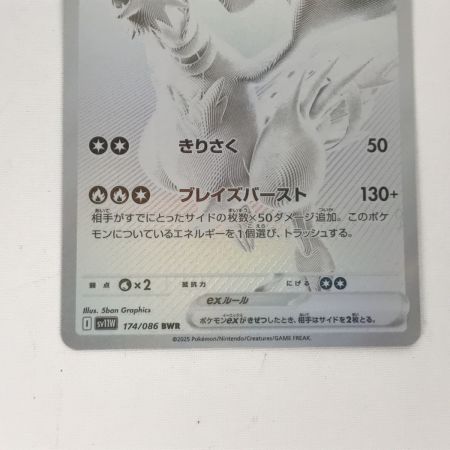 きりさく 50
ブレイズバースト 130+
相手がすでにとったサイドの枚数×50ダメージ追加。このポケ
モンについているエネルギーを1個選び、トラッシュする。
弱点 ×2 抵抗力 にげる
exルール
ポケモンexがきぜつしたとき、相手はサイドを2枚とる。
Illus. 5ban Graphics
I sv11W 174/086 BWR
©2025 Pokémon/Nintendo/Creatures/GAME FREAK.